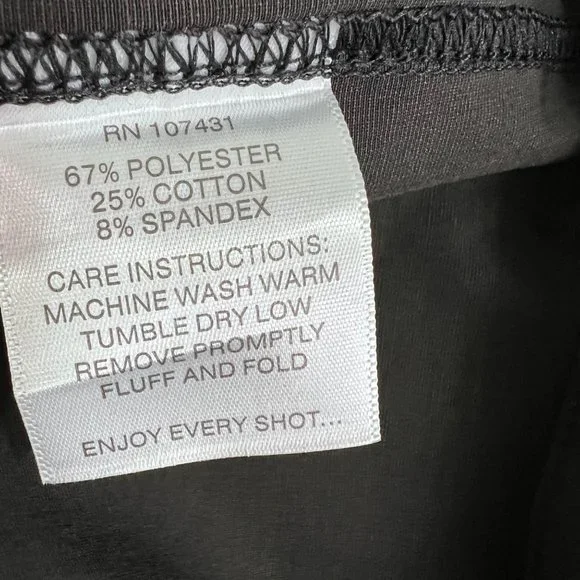 RN 107431
67% POLYESTER
25% COTTON
8% SPANDEX
CARE INSTRUCTIONS:
MACHINE WASH WARM
TUMBLE DRY LOW
REMOVE PROMPTLY
FLUFF AND FOLD
ENJOY EVERY SHOT...